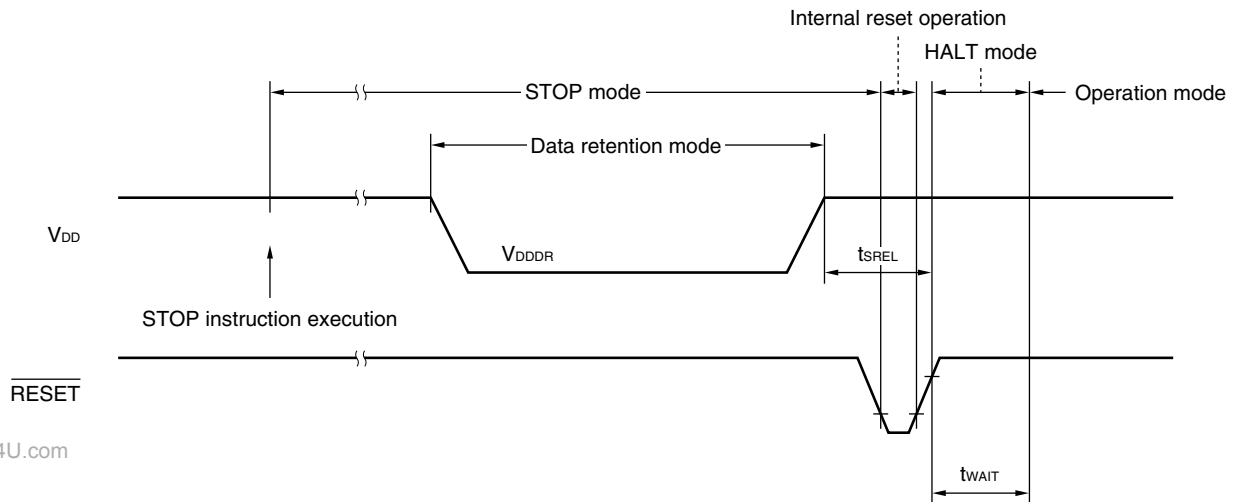 Internal reset operation
HALT mode
STOP mode
Operation mode
Data retention mode
VDD
VDDDR
tSREL
STOP instruction execution
RESET
4U.com
tWAIT